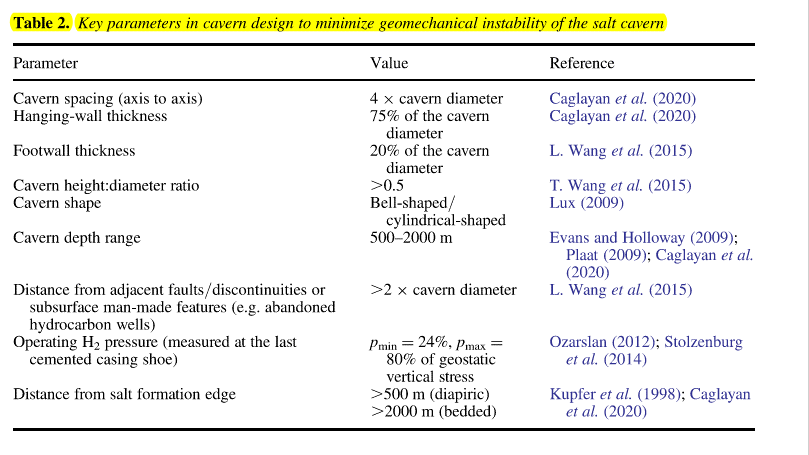 Table 2. Key parameters in cavern design to minimize geomechanical instability of the salt cavern
Parameter Value Reference
Cavern spacing (axis to axis) 4 × cavern diameter Caglayan et al. (2020)
Hanging-wall thickness 75% of the cavern diameter Caglayan et al. (2020)
Footwall thickness 20% of the cavern diameter L. Wang et al. (2015)
Cavern height:diameter ratio >0.5 T. Wang et al. (2015)
Cavern shape Bell-shaped/cylindrical-shaped Lux (2009)
Cavern depth range 500–2000 m Evans and Holloway (2009); Plaat (2009); Caglayan et al. (2020)
Distance from adjacent faults/discontinuities or subsurface man-made features (e.g. abandoned hydrocarbon wells) >2 × cavern diameter L. Wang et al. (2015)
Operating H2 pressure (measured at the last cemented casing shoe) pmin = 24%, pmax = 80% of geostatic vertical stress Ozarslan (2012); Stolzenburg et al. (2014)
Distance from salt formation edge >500 m (diapiric) >2000 m (bedded) Kupfer et al. (1998); Caglayan et al. (2020)